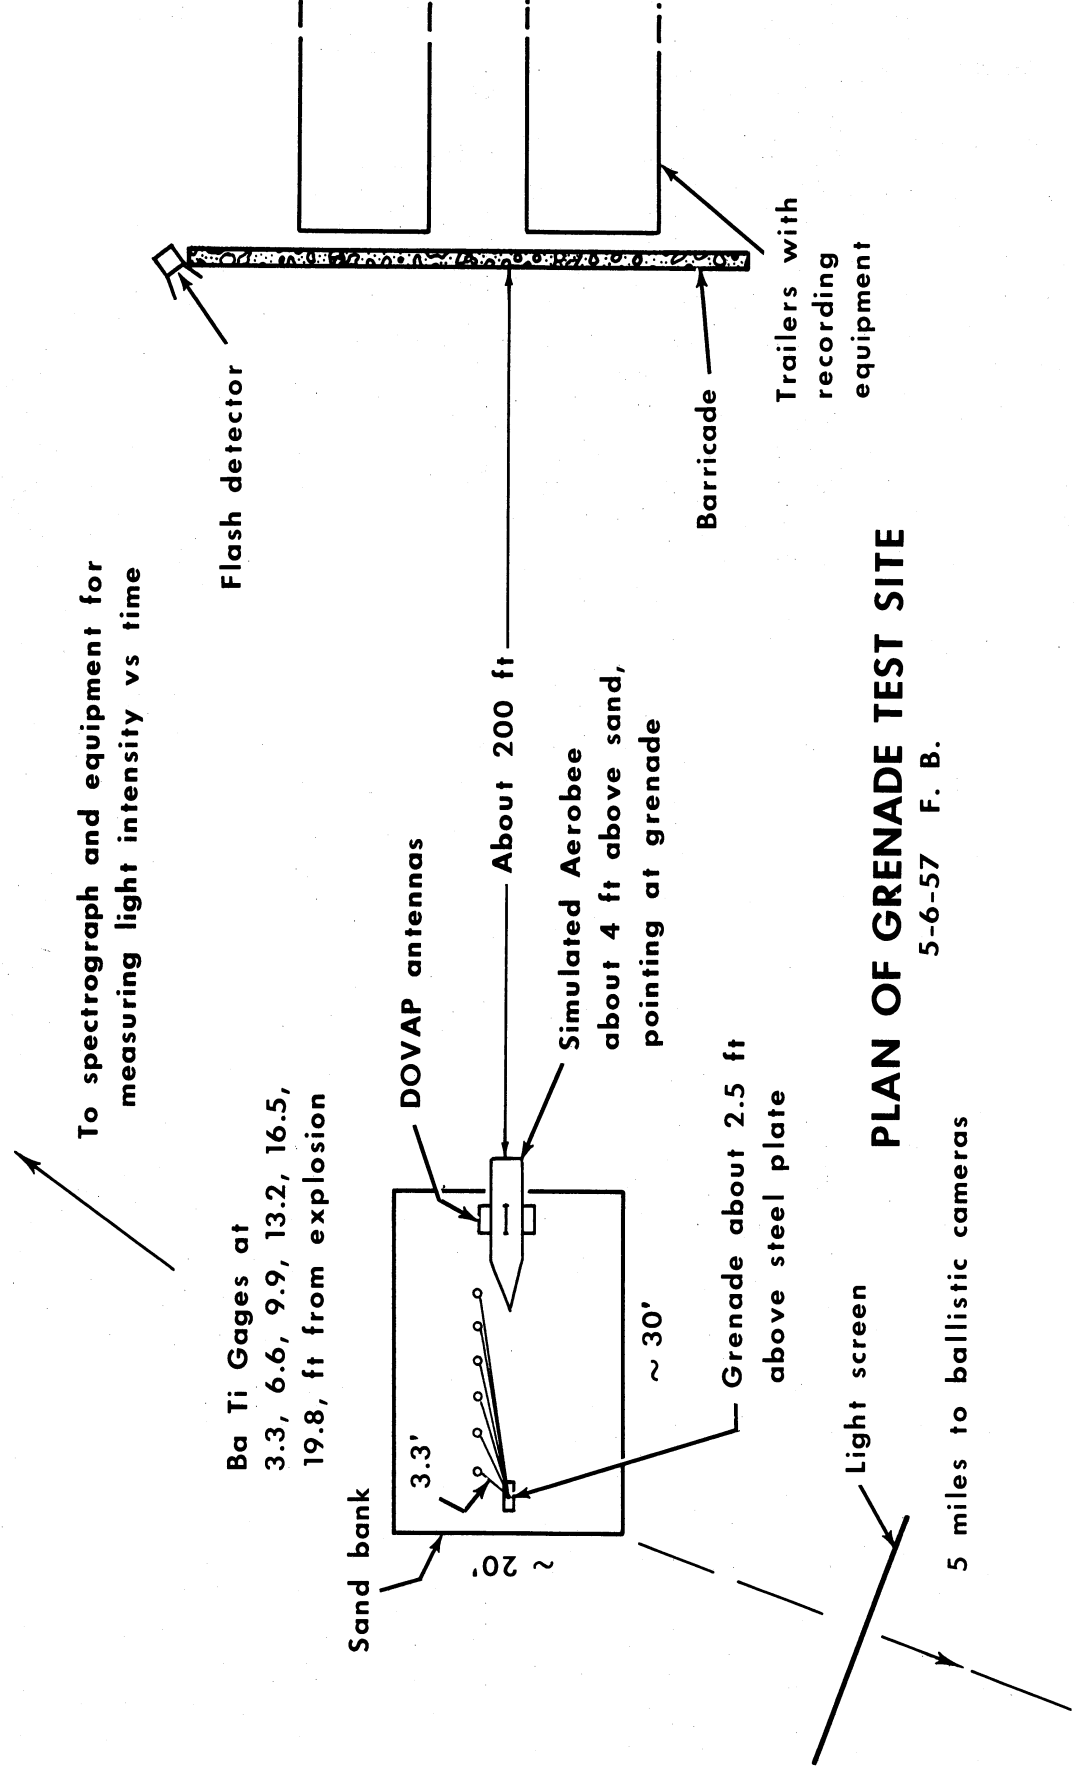 To spectrograph and equipment for
measuring light intensity vs time
Flash detector
Ba Ti Gages at
3.3, 6.6, 9.9, 13.2, 16.5,
19.8, ft from explosion
DOVAP antennas
Sand bank
3.3'
~ 20'
About 200 ft
Simulated Aerobee
about 4 ft above sand,
pointing at grenade
~ 30'
Barricade
Trailers with
recording
equipment
Grenade about 2.5 ft
above steel plate
Light screen
5 miles to ballistic cameras
PLAN OF GRENADE TEST SITE
5-6-57 F. B.